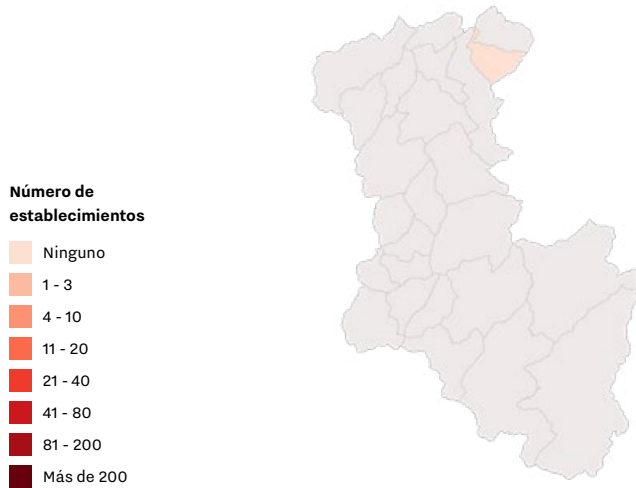 Número de
establecimientos
Ninguno
1 - 3
4 - 10
11 - 20
21 - 40
41 - 80
81 - 200
Más de 200